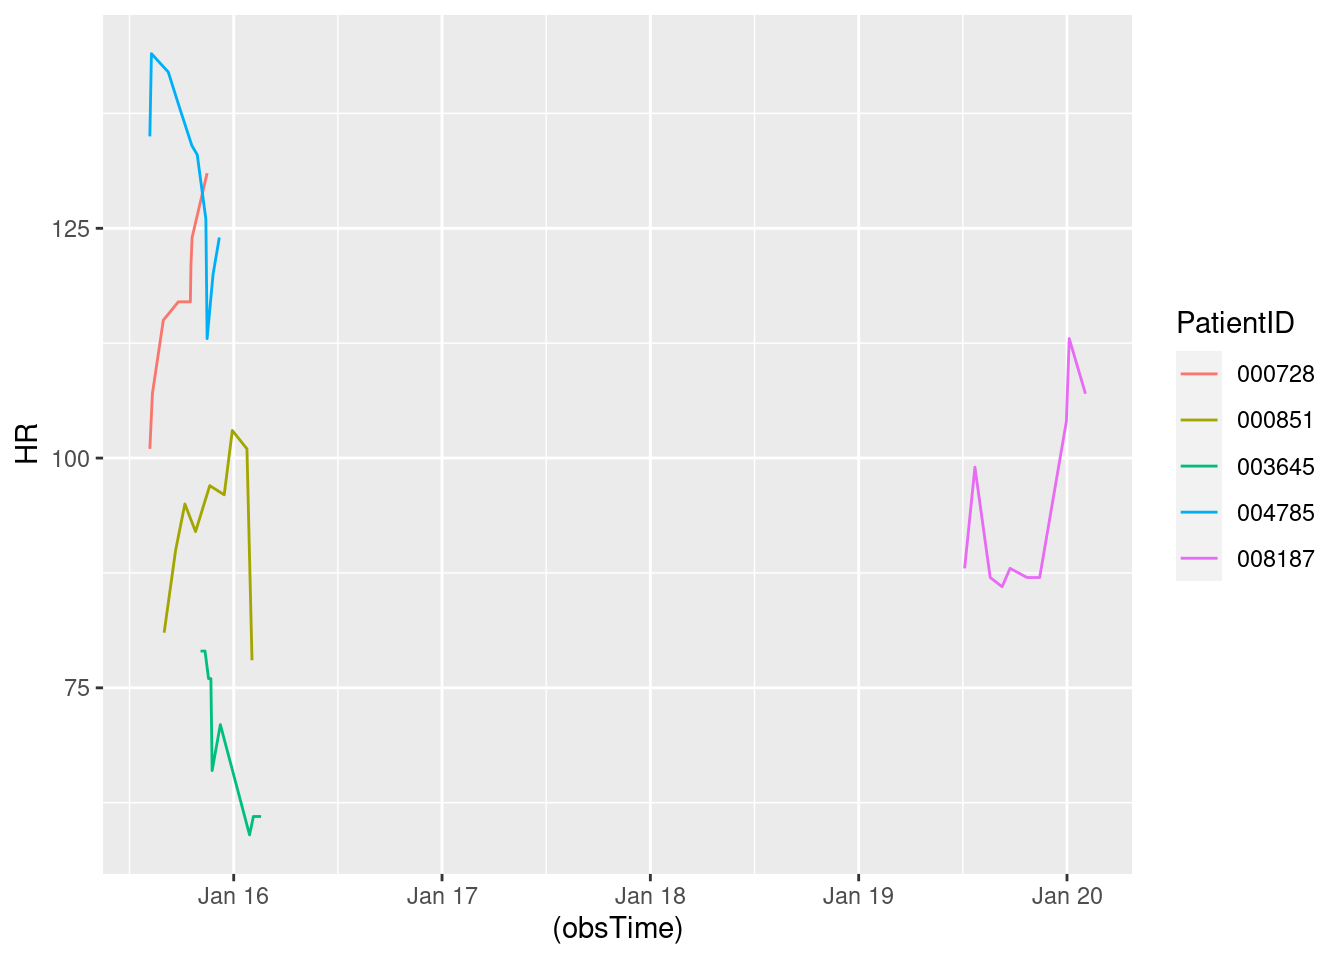 125
100
75
HR
Jan 16
Jan 17
Jan 18
Jan 19
Jan 20
(obsTime)
PatientID
000728
000851
003645
004785
008187